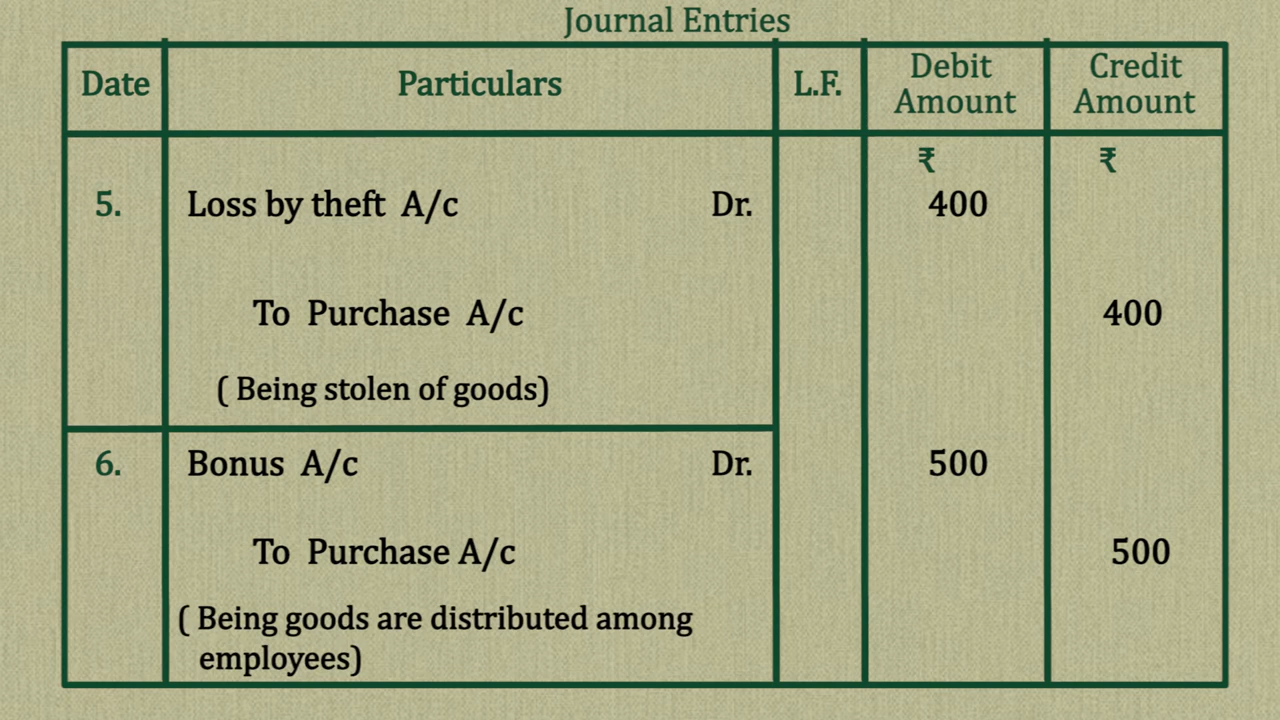 Journal Entries
Date Particulars L.F. Debit Amount Credit Amount
₹ ₹
5. Loss by theft A/c Dr. 400
To Purchase A/c 400
( Being stolen of goods)
6. Bonus A/c Dr. 500
To Purchase A/c 500
( Being goods are distributed among
employees)